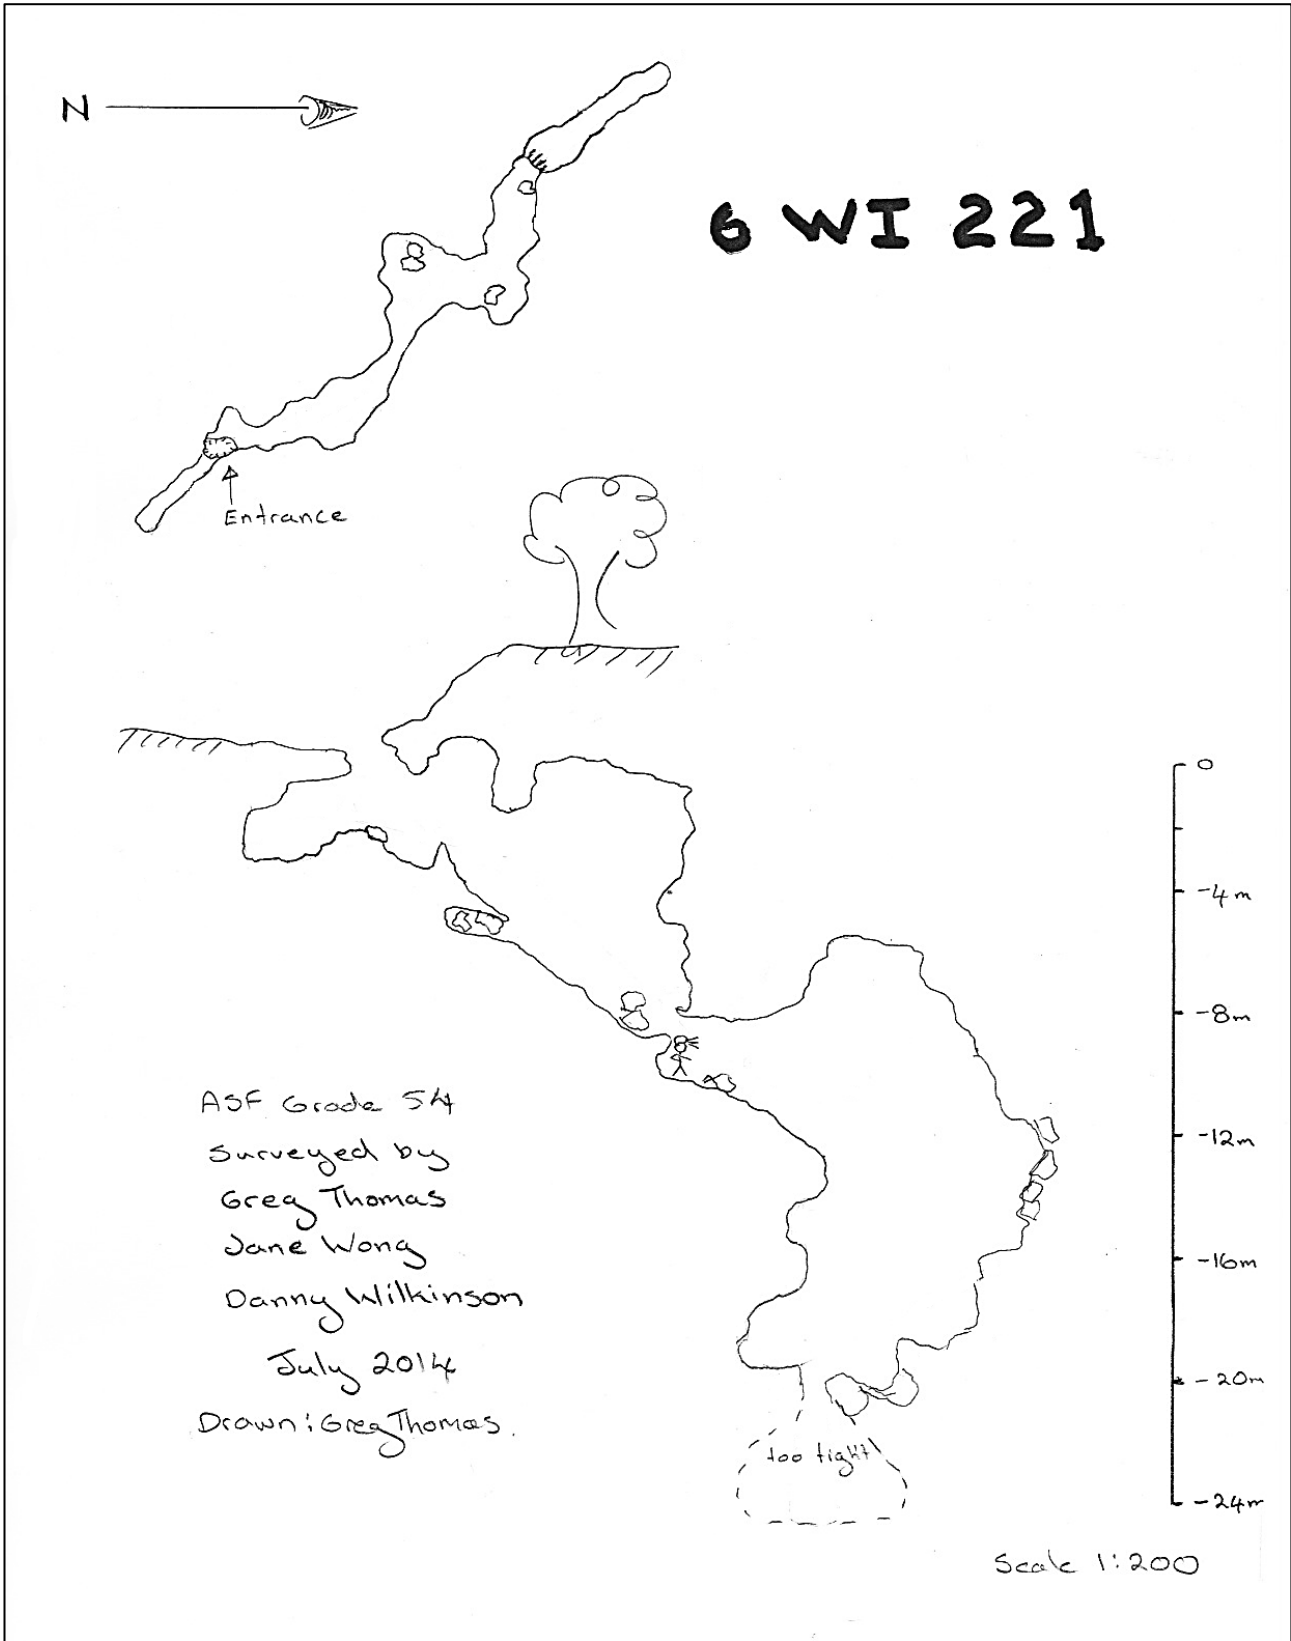 N
6 WI 221
Entrance
0
-4m
-8m
-12m
-16m
-20m
-24m
ASF Grade 54
Surveyed by
Greg Thomas
Jane Wong
Danny Wilkinson
July 2014
Drawn: Greg Thomas.
too tight
Scale 1:200